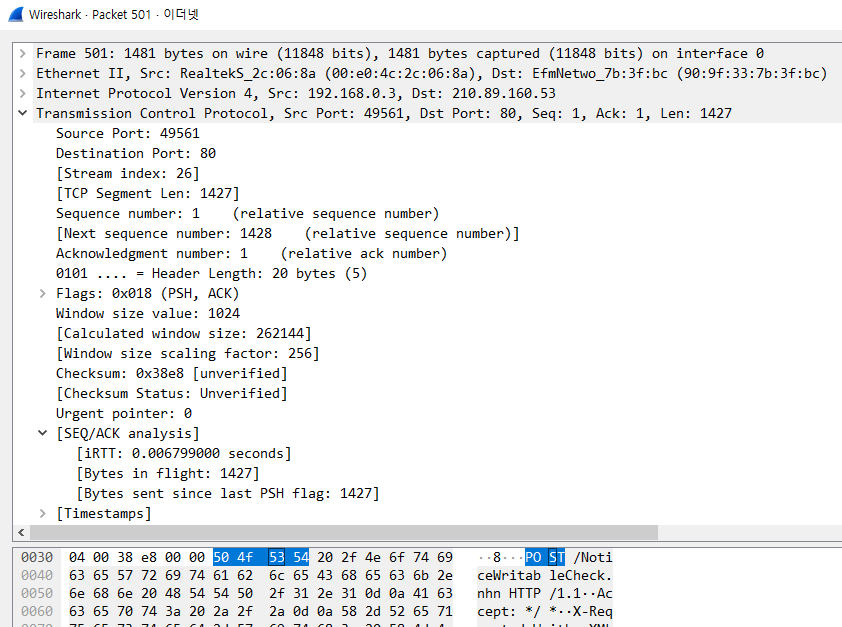 Wireshark · Packet 501 · 이더넷
Frame 501: 1481 bytes on wire (11848 bits), 1481 bytes captured (11848 bits) on interface 0
Ethernet II, Src: RealtekS_2c:06:8a (00:e0:4c:2c:06:8a), Dst: EfmNetwo_7b:3f:bc (90:9f:33:7b:3f:bc)
Internet Protocol Version 4, Src: 192.168.0.3, Dst: 210.89.160.53
Transmission Control Protocol, Src Port: 49561, Dst Port: 80, Seq: 1, Ack: 1, Len: 1427
Source Port: 49561
Destination Port: 80
[Stream index: 26]
[TCP Segment Len: 1427]
Sequence number: 1    (relative sequence number)
[Next sequence number: 1428    (relative sequence number)]
Acknowledgment number: 1    (relative ack number)
0101 .... = Header Length: 20 bytes (5)
Flags: 0x018 (PSH, ACK)
Window size value: 1024
[Calculated window size: 262144]
[Window size scaling factor: 256]
Checksum: 0x38e8 [unverified]
[Checksum Status: Unverified]
Urgent pointer: 0
[SEQ/ACK analysis]
[iRTT: 0.006799000 seconds]
[Bytes in flight: 1427]
[Bytes sent since last PSH flag: 1427]
[Timestamps]
0030  04 00 38 e8 00 00 50 4f  53 54 20 2f 4e 6f 74 69   ··8···PO ST /Noti
0040  63 65 57 72 69 74 61 62  6c 65 43 68 65 63 6b 2e   ceWritab leCheck.
0050  6e 68 6e 20 48 54 54 50  2f 31 2e 31 0d 0a 41 63   nhn HTTP /1.1··Ac
0060  63 65 70 74 3a 20 2a 2f  2a 0d 0a 58 2d 52 65 71   cept: */ *··X-Req